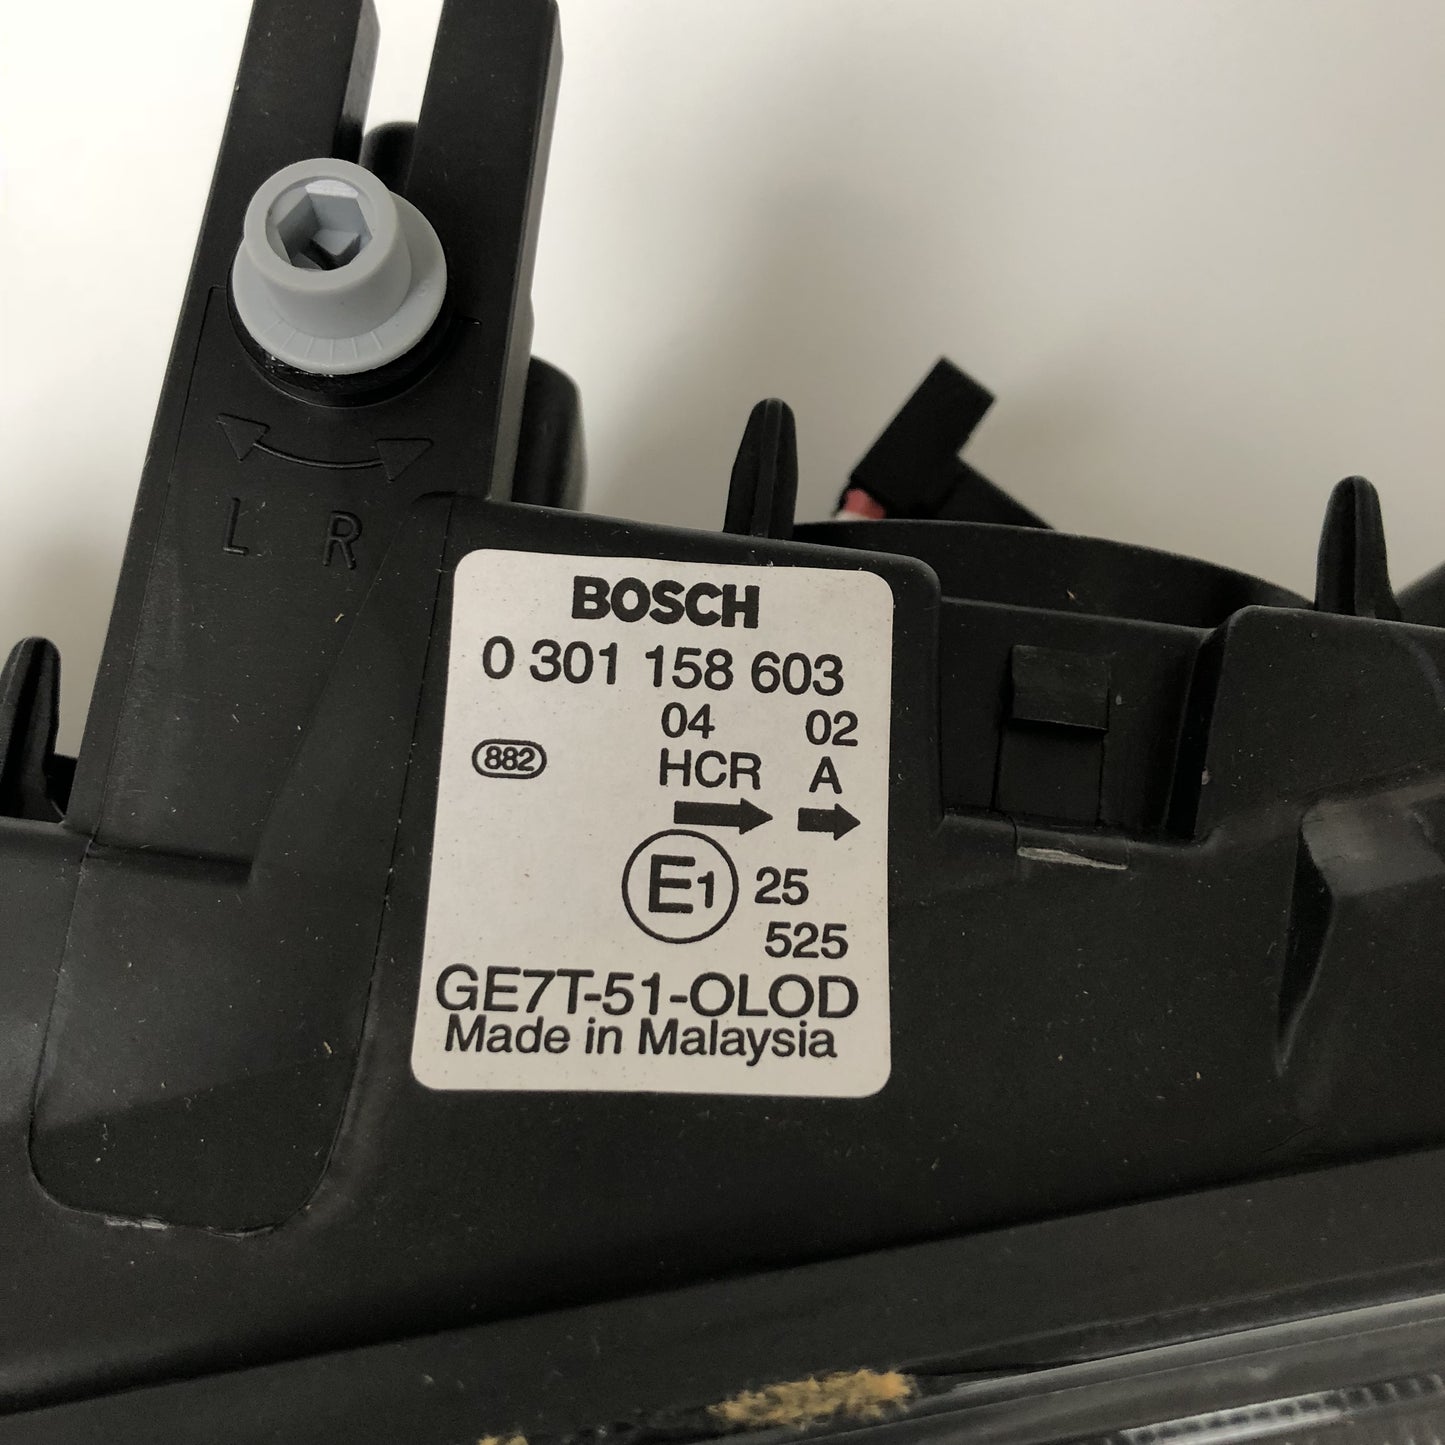 L R
BOSCH
0 301 158 603
04 02
882 HCR A
E1 25
525
GE7T-51-OLOD
Made in Malaysia